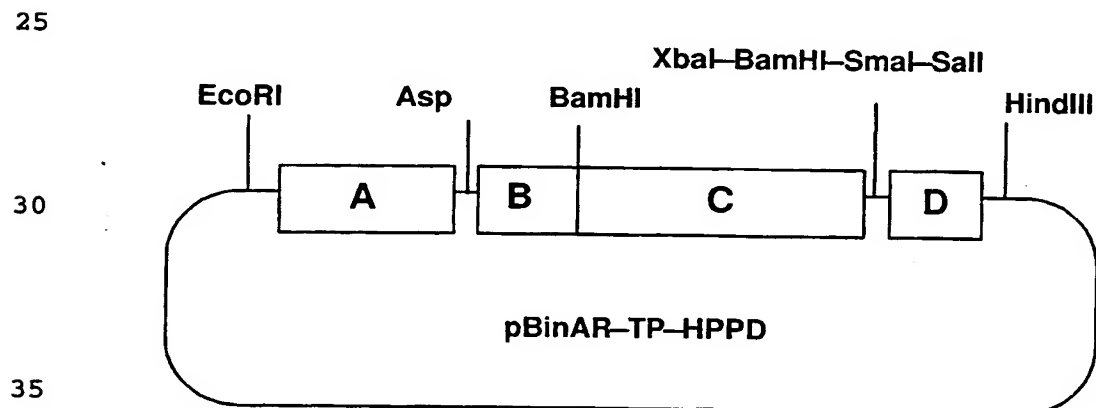 25
XbaI–BamHI–SmaI–SalI
EcoRI Asp BamHI HindIII
30 A B C D
pBinAR–TP–HPPD
35